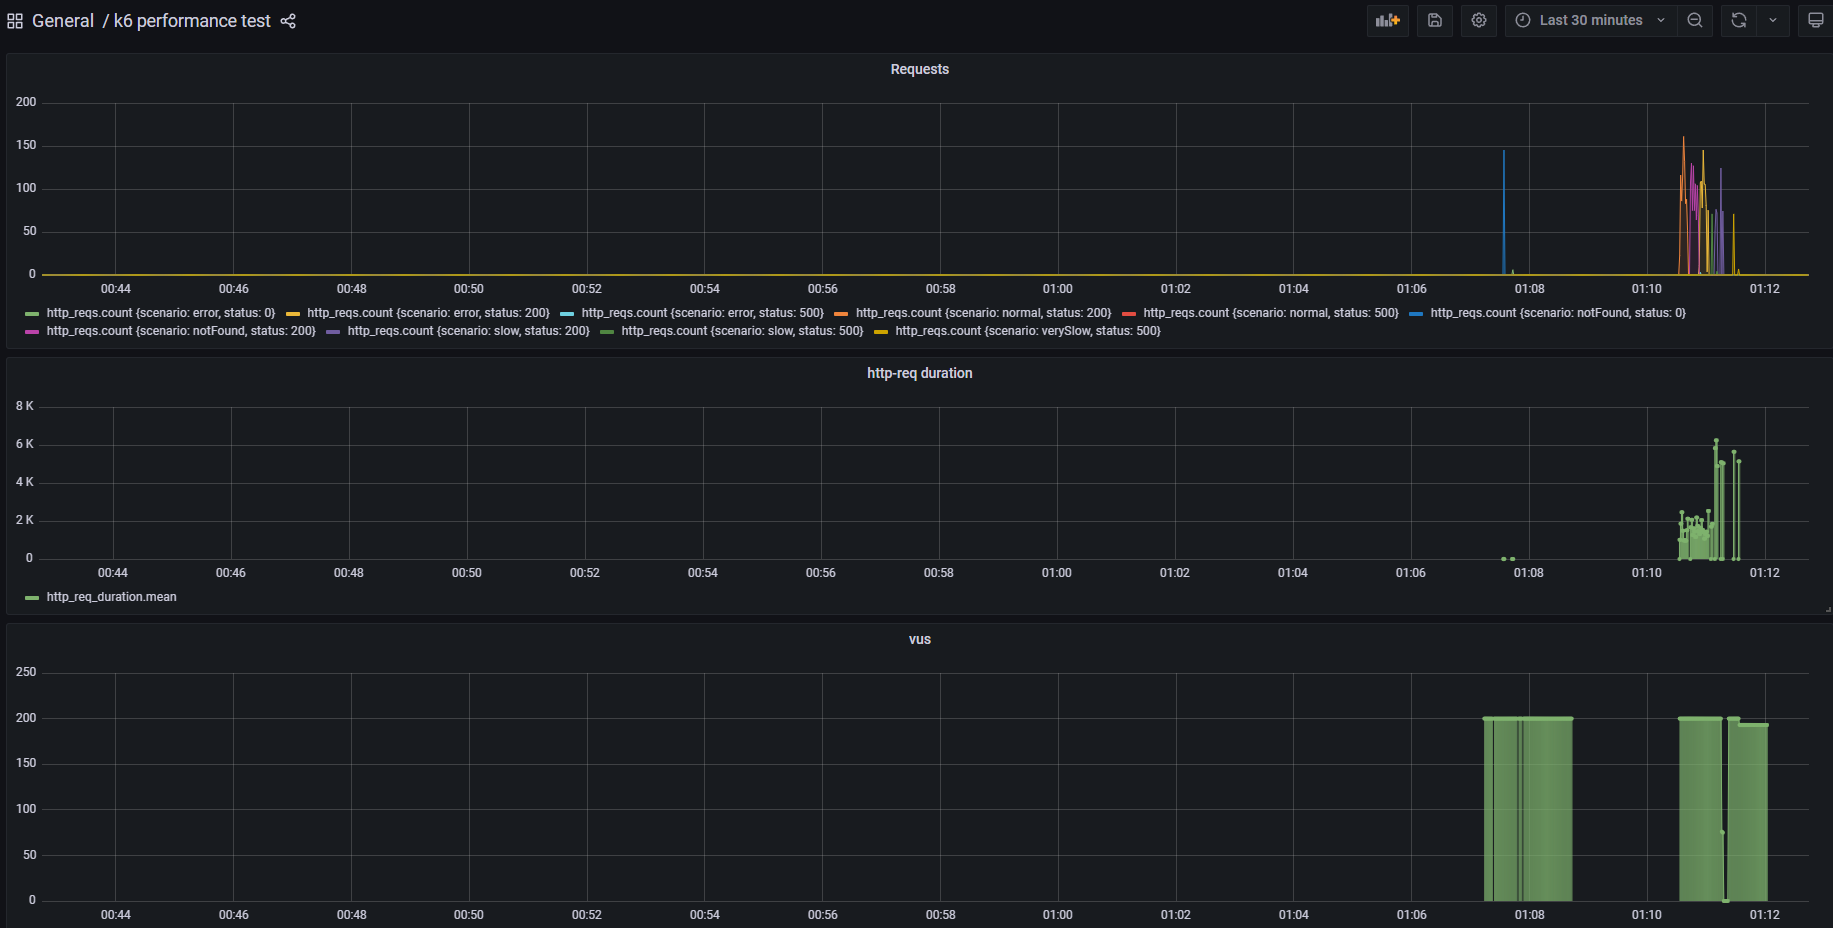 General / k6 performance test
Last 30 minutes
Requests
200
150
100
50
0
00:44 00:46 00:48 00:50 00:52 00:54 00:56 00:58 01:00 01:02 01:04 01:06 01:08 01:10 01:12
http_reqs.count {scenario: error, status: 0} http_reqs.count {scenario: error, status: 200} http_reqs.count {scenario: error, status: 500} http_reqs.count {scenario: normal, status: 200} http_reqs.count {scenario: normal, status: 500} http_reqs.count {scenario: notFound, status: 0}
http_reqs.count {scenario: notFound, status: 200} http_reqs.count {scenario: slow, status: 200} http_reqs.count {scenario: slow, status: 500} http_reqs.count {scenario: verySlow, status: 500}
http-req duration
8 K
6 K
4 K
2 K
0
00:44 00:46 00:48 00:50 00:52 00:54 00:56 00:58 01:00 01:02 01:04 01:06 01:08 01:10 01:12
http_req_duration.mean
vus
250
200
150
100
50
0
00:44 00:46 00:48 00:50 00:52 00:54 00:56 00:58 01:00 01:02 01:04 01:06 01:08 01:10 01:12